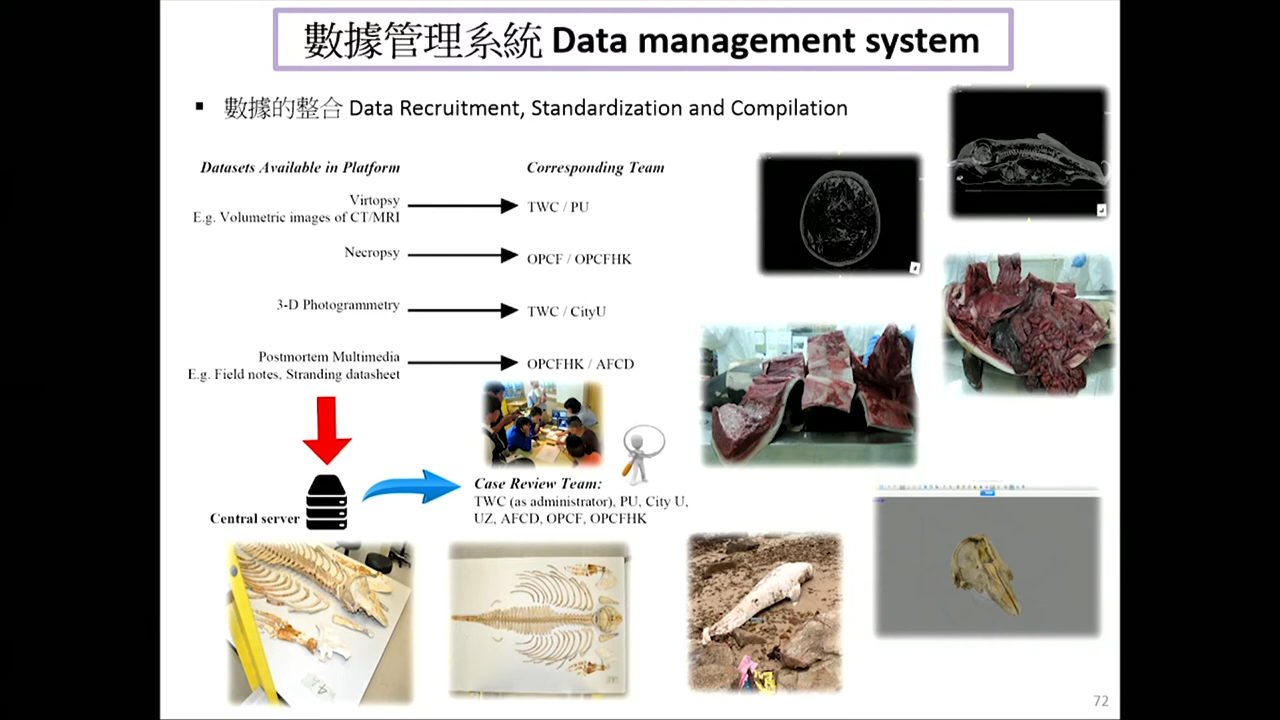 數據管理系統 Data management system
▪ 數據的整合 Data Recruitment, Standardization and Compilation
Datasets Available in Platform
Corresponding Team
Virtopsy
E.g. Volumetric images of CT/MRI
TWC / PU
Necropsy
OPCF / OPCFHK
3-D Photogrammetry
TWC / CityU
Postmortem Multimedia
E.g. Field notes, Stranding datasheet
OPCFHK / AFCD
Central server
Case Review Team:
TWC (as administrator), PU, City U,
UZ, AFCD, OPCF, OPCFHK
72